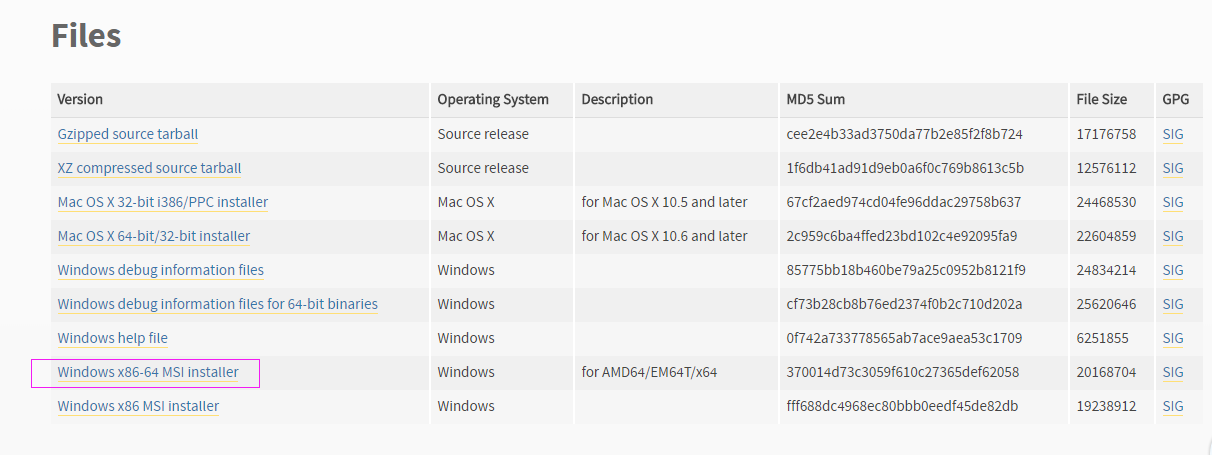 Files
Version Operating System Description MD5 Sum File Size GPG
Gzipped source tarball Source release cee2e4b33ad3750da77b2e85f2f8b724 17176758 SIG
XZ compressed source tarball Source release 1f6db41ad91d9eb0a6f0c769b8613c5b 12576112 SIG
Mac OS X 32-bit i386/PPC installer Mac OS X for Mac OS X 10.5 and later 67cf2aed974cd04fe96ddac29758b637 24468530 SIG
Mac OS X 64-bit/32-bit installer Mac OS X for Mac OS X 10.6 and later 2c959c6ba4ffed23bd102c4e92095fa9 22604859 SIG
Windows debug information files Windows 85775bb18b460be79a25c0952b8121f9 24834214 SIG
Windows debug information files for 64-bit binaries Windows cf73b28cb8b76ed2374f0b2c710d202a 25620646 SIG
Windows help file Windows 0f742a733778565ab7ace9aea53c1709 6251855 SIG
Windows x86-64 MSI installer Windows for AMD64/EM64T/x64 370014d73c3059f610c27365def62058 20168704 SIG
Windows x86 MSI installer Windows fff688dc4968ec80bbb0eedf45de82db 19238912 SIG